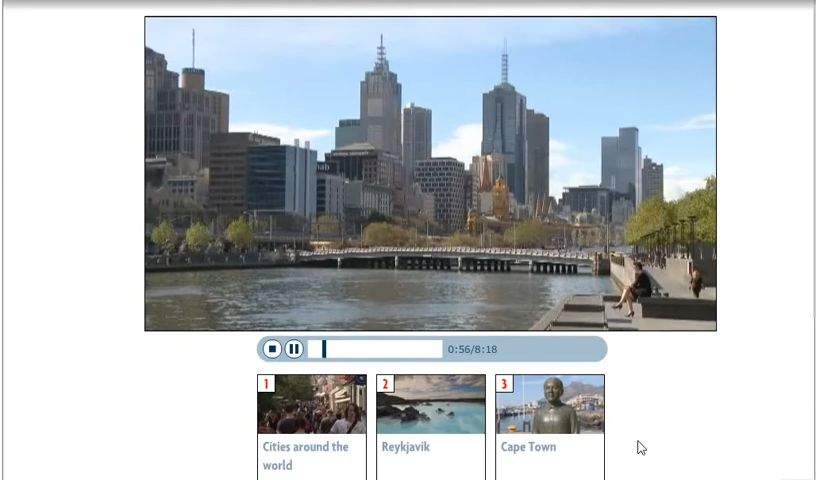 0:56/8:18
1
2
3
Cities around the
world
Reykjavik
Cape Town